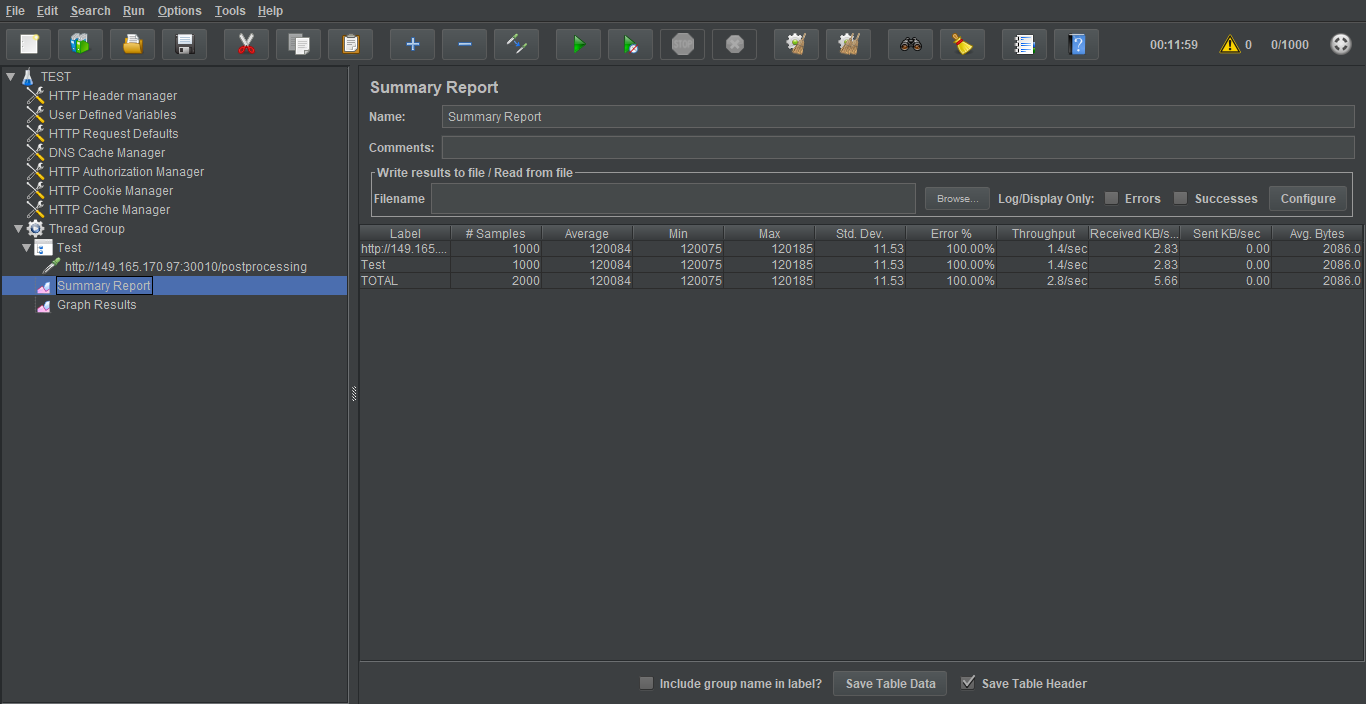 File Edit Search Run Options Tools Help
STOP 00:11:59 0 0/1000
TEST
HTTP Header manager
User Defined Variables
HTTP Request Defaults
DNS Cache Manager
HTTP Authorization Manager
HTTP Cookie Manager
HTTP Cache Manager
Thread Group
Test
http://149.165.170.97:30010/postprocessing
Summary Report
Graph Results
Summary Report
Name: Summary Report
Comments:
Write results to file / Read from file
Filename Browse... Log/Display Only: Errors Successes Configure
Label # Samples Average Min Max Std. Dev. Error % Throughput Received KB/s... Sent KB/sec Avg. Bytes
http://149.165.... 1000 120084 120075 120185 11.53 100.00% 1.4/sec 2.83 0.00 2086.0
Test 1000 120084 120075 120185 11.53 100.00% 1.4/sec 2.83 0.00 2086.0
TOTAL 2000 120084 120075 120185 11.53 100.00% 2.8/sec 5.66 0.00 2086.0
Include group name in label? Save Table Data Save Table Header